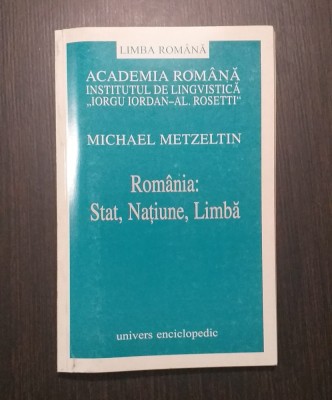 LIMBA ROMÂNĂ
ACADEMIA ROMÂNĂ
INSTITUTUL DE LINGVISTICĂ
„IORGU IORDAN–AL. ROSETTI“
MICHAEL METZELTIN
România:
Stat, Națiune, Limbă
univers enciclopedic